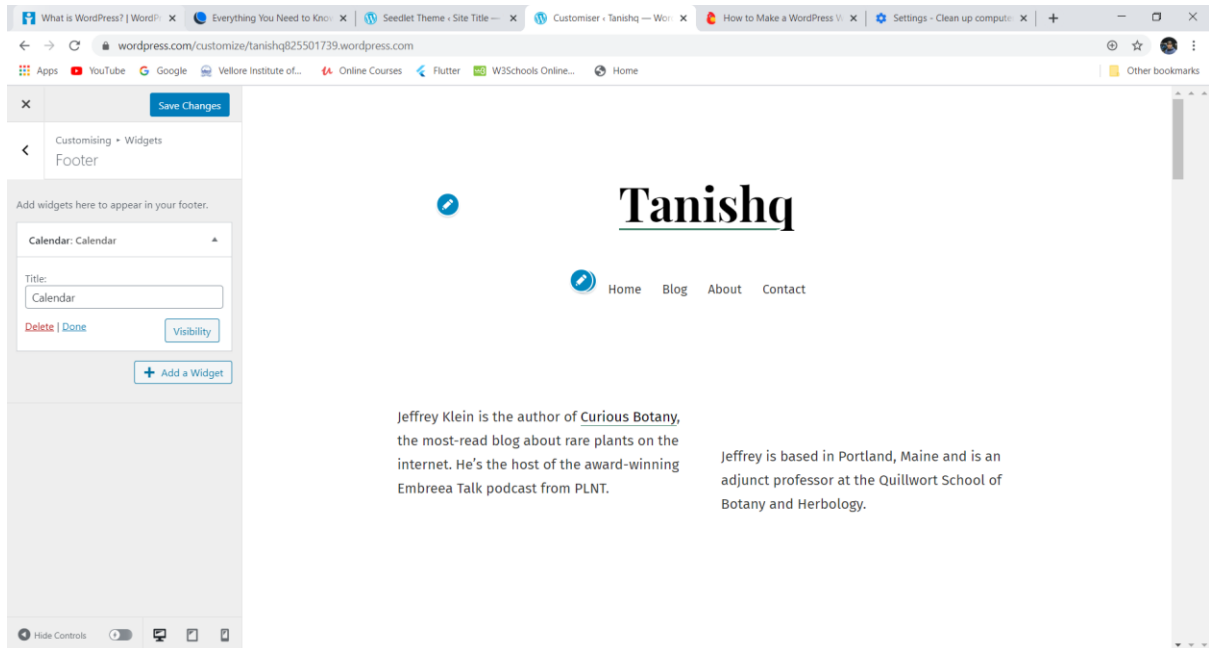 What is WordPress? | WordP
Everything You Need to Know
Seedlet Theme ‹ Site Title —
Customiser ‹ Tanishq — Wor
How to Make a WordPress W
Settings - Clean up compute
wordpress.com/customize/tanishq825501739.wordpress.com
Apps YouTube Google Vellore Institute of... Online Courses Flutter W3Schools Online... Home Other bookmarks
Save Changes
Customising • Widgets
Footer
Add widgets here to appear in your footer.
Calendar: Calendar
Title:
Calendar
Delete | Done Visibility
Add a Widget
Hide Controls
Tanishq
Home Blog About Contact
Jeffrey Klein is the author of Curious Botany,
the most-read blog about rare plants on the
internet. He's the host of the award-winning
Embreea Talk podcast from PLNT.
Jeffrey is based in Portland, Maine and is an
adjunct professor at the Quillwort School of
Botany and Herbology.